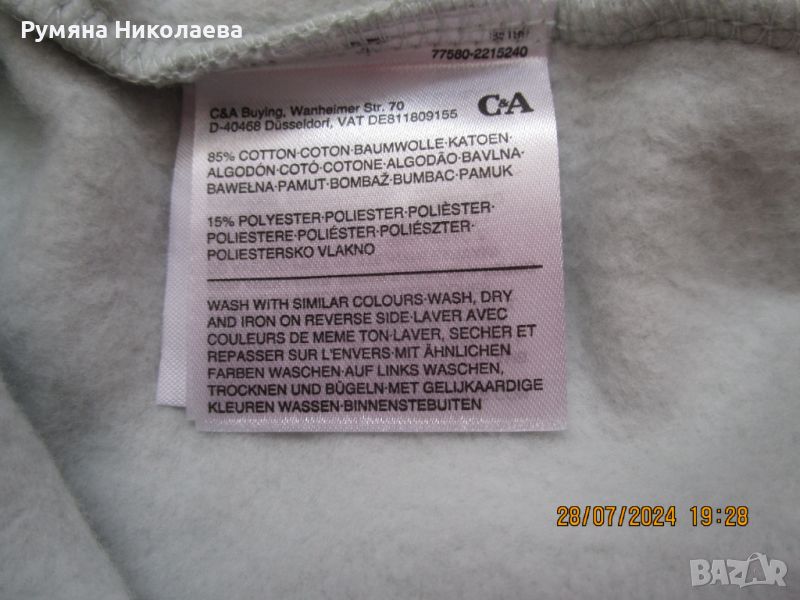 Румяна Николаева
77580-2215240
C&A Buying, Wanheimer Str. 70
D-40468 Düsseldorf, VAT DE811809155
C&A
85% COTTON·COTON·BAUMWOLLE·KATOEN·
ALGODÓN·COTÓ·COTONE·ALGODÃO·BAVLNA·
BAWEŁNA·PAMUT·BOMBAŽ·BUMBAC·PAMUK
15% POLYESTER·POLIESTER·POLIÈSTER·
POLIESTERE·POLIÉSTER·POLIÉSZTER·
POLIESTERSKO VLAKNO
WASH WITH SIMILAR COLOURS·WASH, DRY
AND IRON ON REVERSE SIDE·LAVER AVEC
COULEURS DE MEME TON·LAVER, SECHER ET
REPASSER SUR L'ENVERS·MIT ÄHNLICHEN
FARBEN WASCHEN·AUF LINKS WASCHEN,
TROCKNEN UND BÜGELN·MET GELIJKAARDIGE
KLEUREN WASSEN·BINNENSTEBUITEN
28/07/2024 19:28
BAZAR